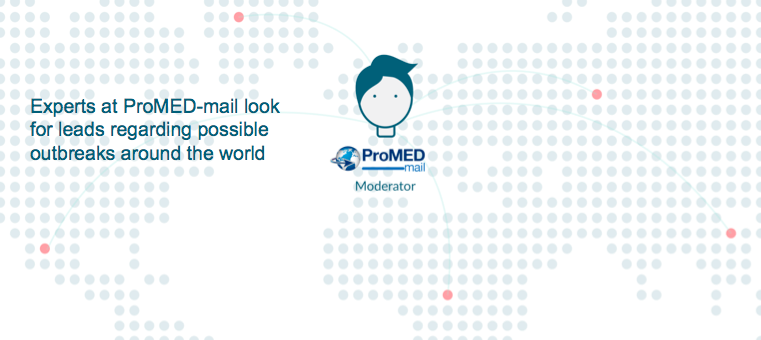 Experts at ProMED-mail look
for leads regarding possible
outbreaks around the world
ProMED
mail
Moderator